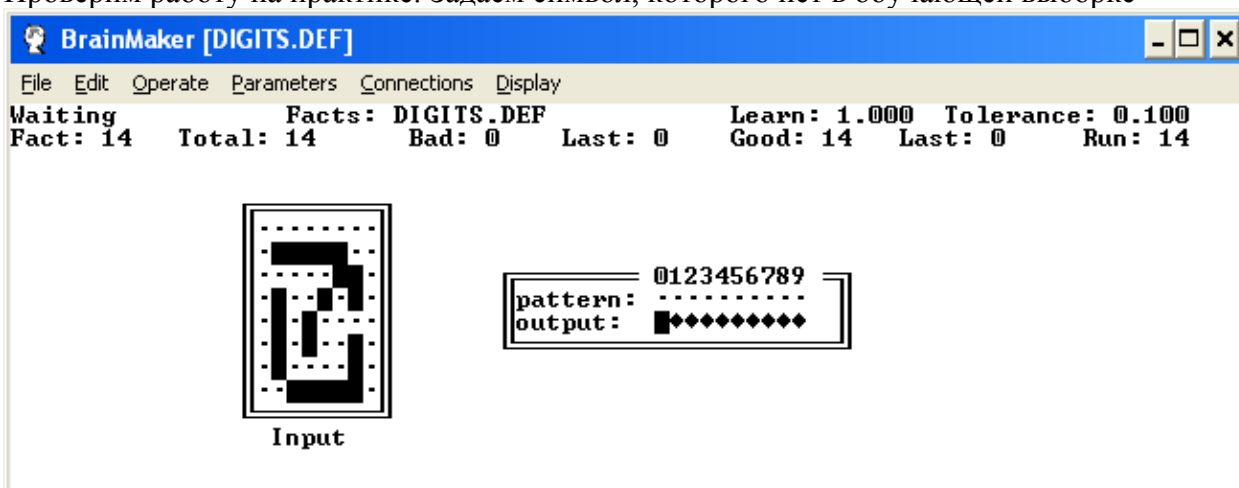 Проверим работу на практике. Задаем символ, которого нет в обучающей выборке
BrainMaker [DIGITS.DEF]
File Edit Operate Parameters Connections Display
Waiting Facts: DIGITS.DEF Learn: 1.000 Tolerance: 0.100
Fact: 14 Total: 14 Bad: 0 Last: 0 Good: 14 Last: 0 Run: 14
0123456789
pattern:
output:
Input